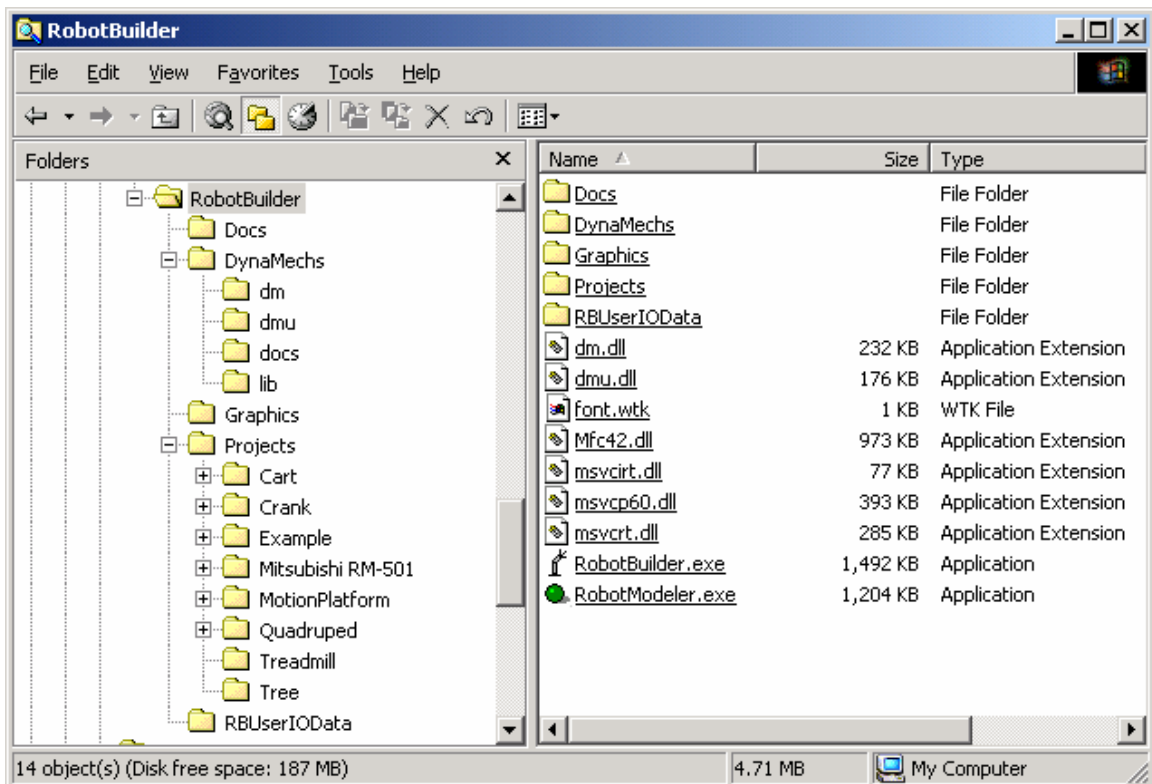 RobotBuilder
File Edit View Favorites Tools Help
Folders
RobotBuilder
Docs
DynaMechs
dm
dmu
docs
lib
Graphics
Projects
Cart
Crank
Example
Mitsubishi RM-501
MotionPlatform
Quadruped
Treadmill
Tree
RBUserIOData
Name Size Type
Docs File Folder
DynaMechs File Folder
Graphics File Folder
Projects File Folder
RBUserIOData File Folder
dm.dll 232 KB Application Extension
dmu.dll 176 KB Application Extension
font.wtk 1 KB WTK File
Mfc42.dll 973 KB Application Extension
msvcirt.dll 77 KB Application Extension
msvcp60.dll 393 KB Application Extension
msvcrt.dll 285 KB Application Extension
RobotBuilder.exe 1,492 KB Application
RobotModeler.exe 1,204 KB Application
14 object(s) (Disk free space: 187 MB) 4.71 MB My Computer